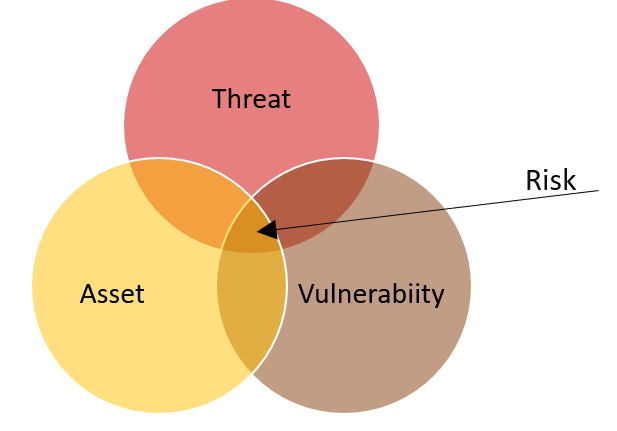 Threat
Risk
Asset
Vulnerabiity